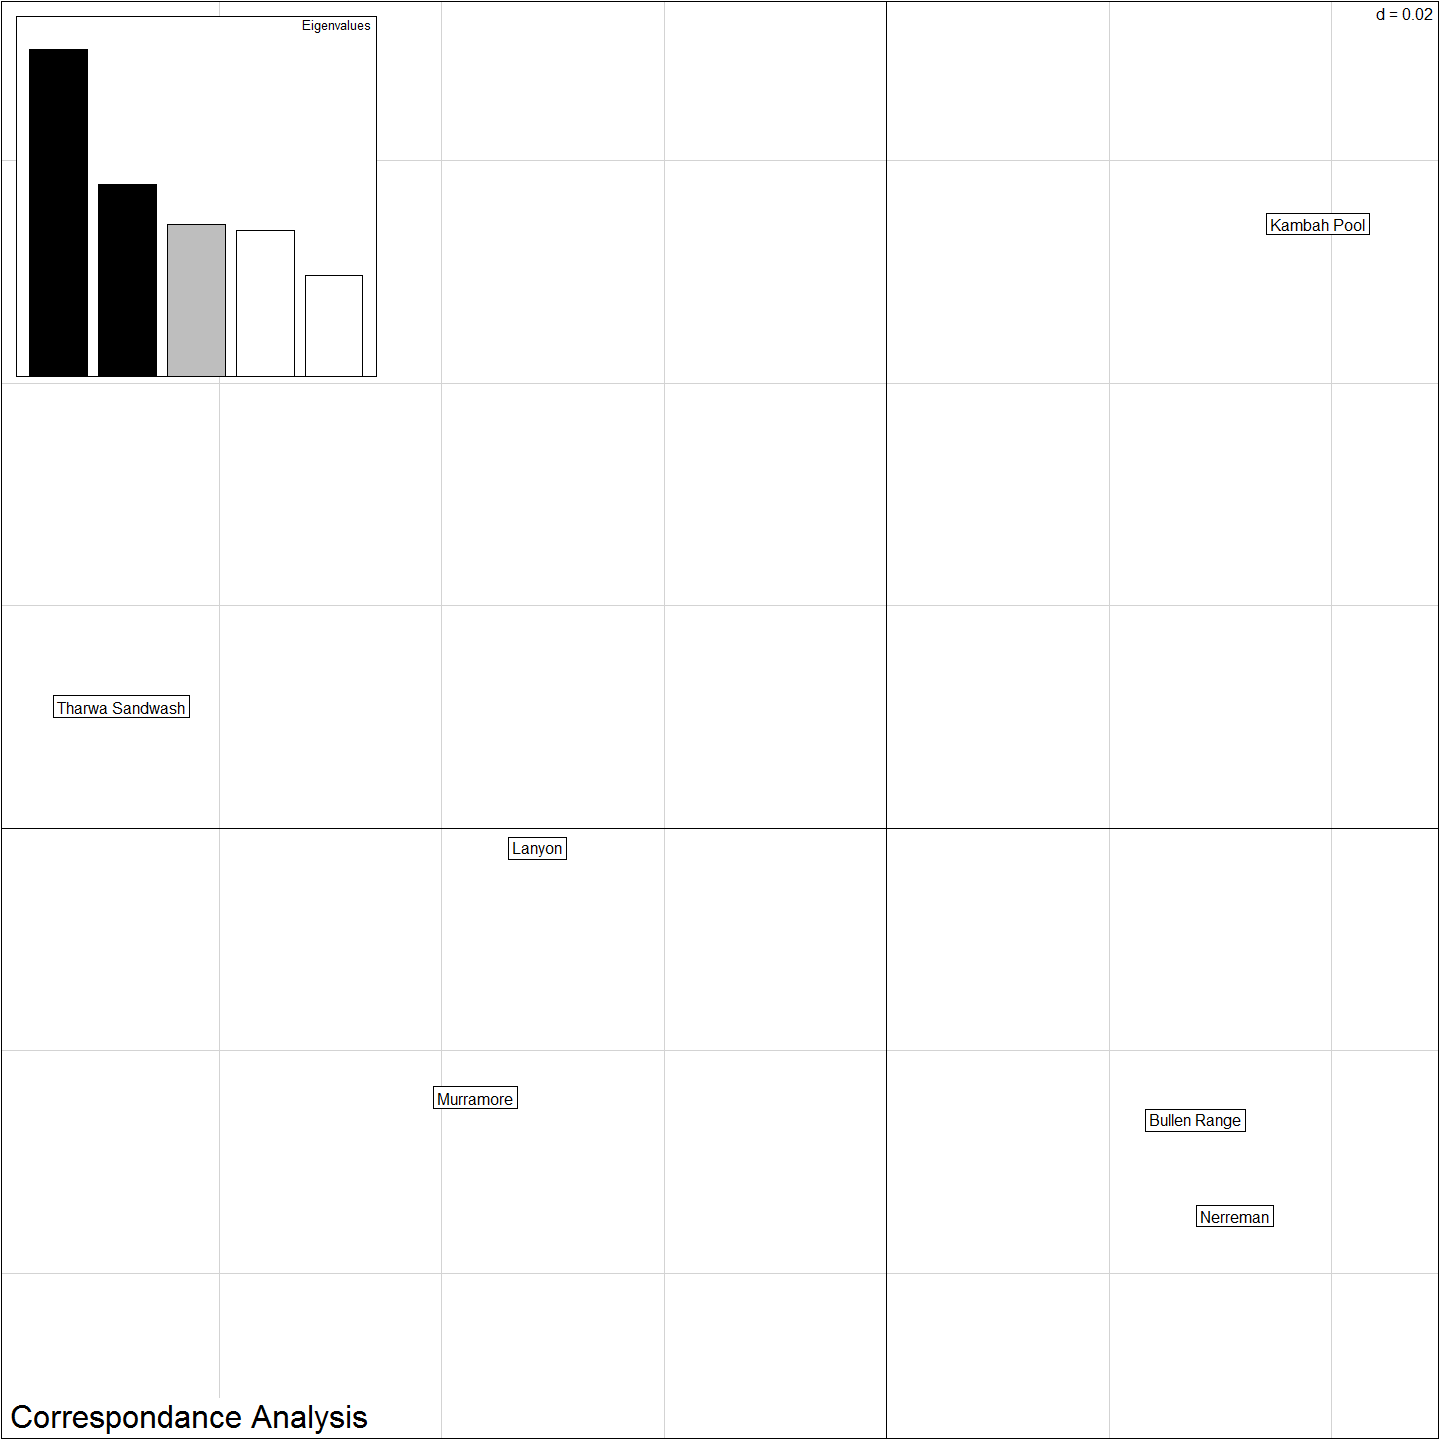 Eigenvalues
d = 0.02
Kambah Pool
Tharwa Sandwash
Lanyon
Murramore
Bullen Range
Nerreman
Correspondance Analysis